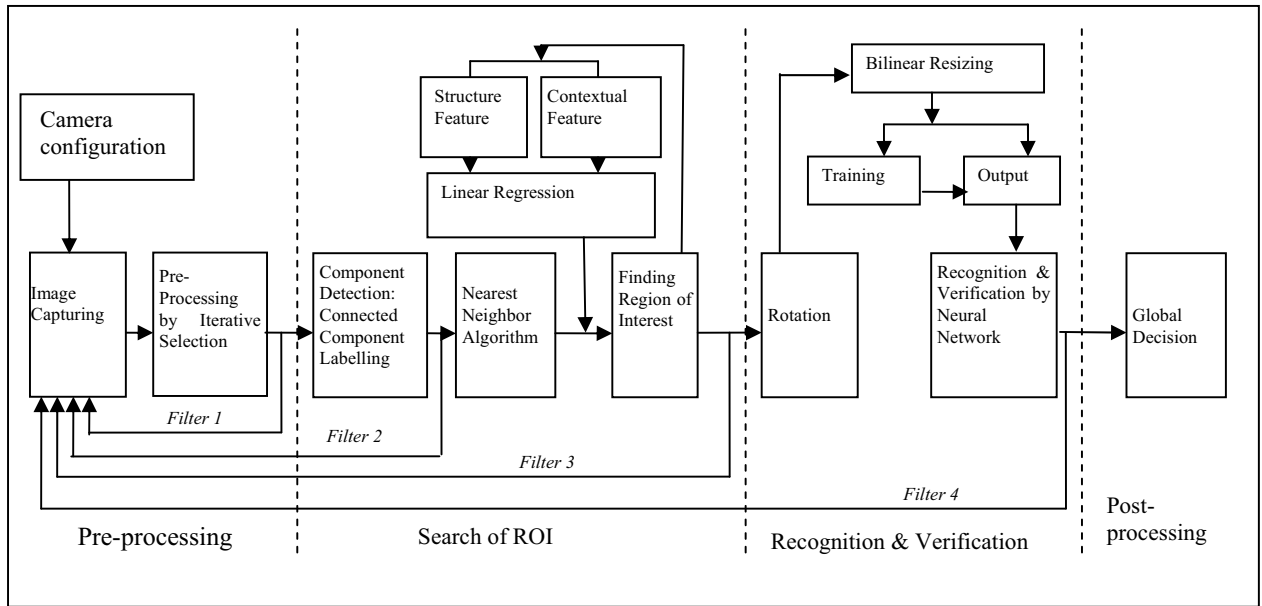 Camera
configuration
Image
Capturing
Pre-
Processing
by Iterative
Selection
Structure
Feature
Contextual
Feature
Linear Regression
Component
Detection:
Connected
Component
Labelling
Nearest
Neighbor
Algorithm
Finding
Region of
Interest
Bilinear Resizing
Training
Output
Rotation
Recognition &
Verification by
Neural
Network
Global
Decision
Filter 1
Filter 2
Filter 3
Filter 4
Pre-processing
Search of ROI
Recognition & Verification
Post-
processing